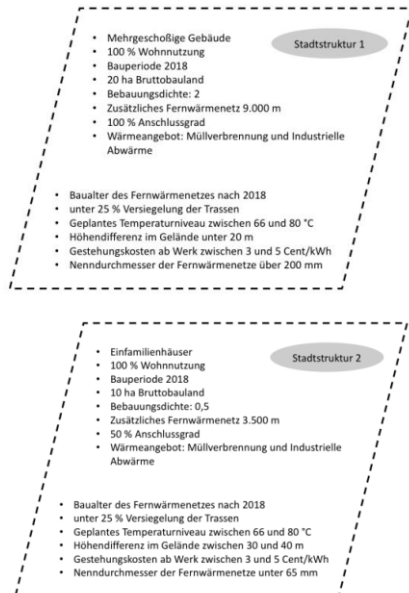 • Mehrgeschoßige Gebäude
Stadtstruktur 1
• 100 % Wohnnutzung
• Bauperiode 2018
• 20 ha Bruttobauland
• Bebauungsdichte: 2
• Zusätzliches Fernwärmenetz 9.000 m
• 100 % Anschlussgrad
• Wärmeangebot: Müllverbrennung und Industrielle
Abwärme
• Baualter des Fernwärmenetzes nach 2018
• unter 25 % Versiegelung der Trassen
• Geplantes Temperaturniveau zwischen 66 und 80 °C
• Höhendifferenz im Gelände unter 20 m
• Gestehungskosten ab Werk zwischen 3 und 5 Cent/kWh
• Nenndurchmesser der Fernwärmenetze über 200 mm
• Einfamilienhäuser
Stadtstruktur 2
• 100 % Wohnnutzung
• Bauperiode 2018
• 10 ha Bruttobauland
• Bebauungsdichte: 0,5
• Zusätzliches Fernwärmenetz 3.500 m
• 50 % Anschlussgrad
• Wärmeangebot: Müllverbrennung und Industrielle
Abwärme
• Baualter des Fernwärmenetzes nach 2018
• unter 25 % Versiegelung der Trassen
• Geplantes Temperaturniveau zwischen 66 und 80 °C
• Höhendifferenz im Gelände zwischen 30 und 40 m
• Gestehungskosten ab Werk zwischen 3 und 5 Cent/kWh
• Nenndurchmesser der Fernwärmenetze unter 65 mm